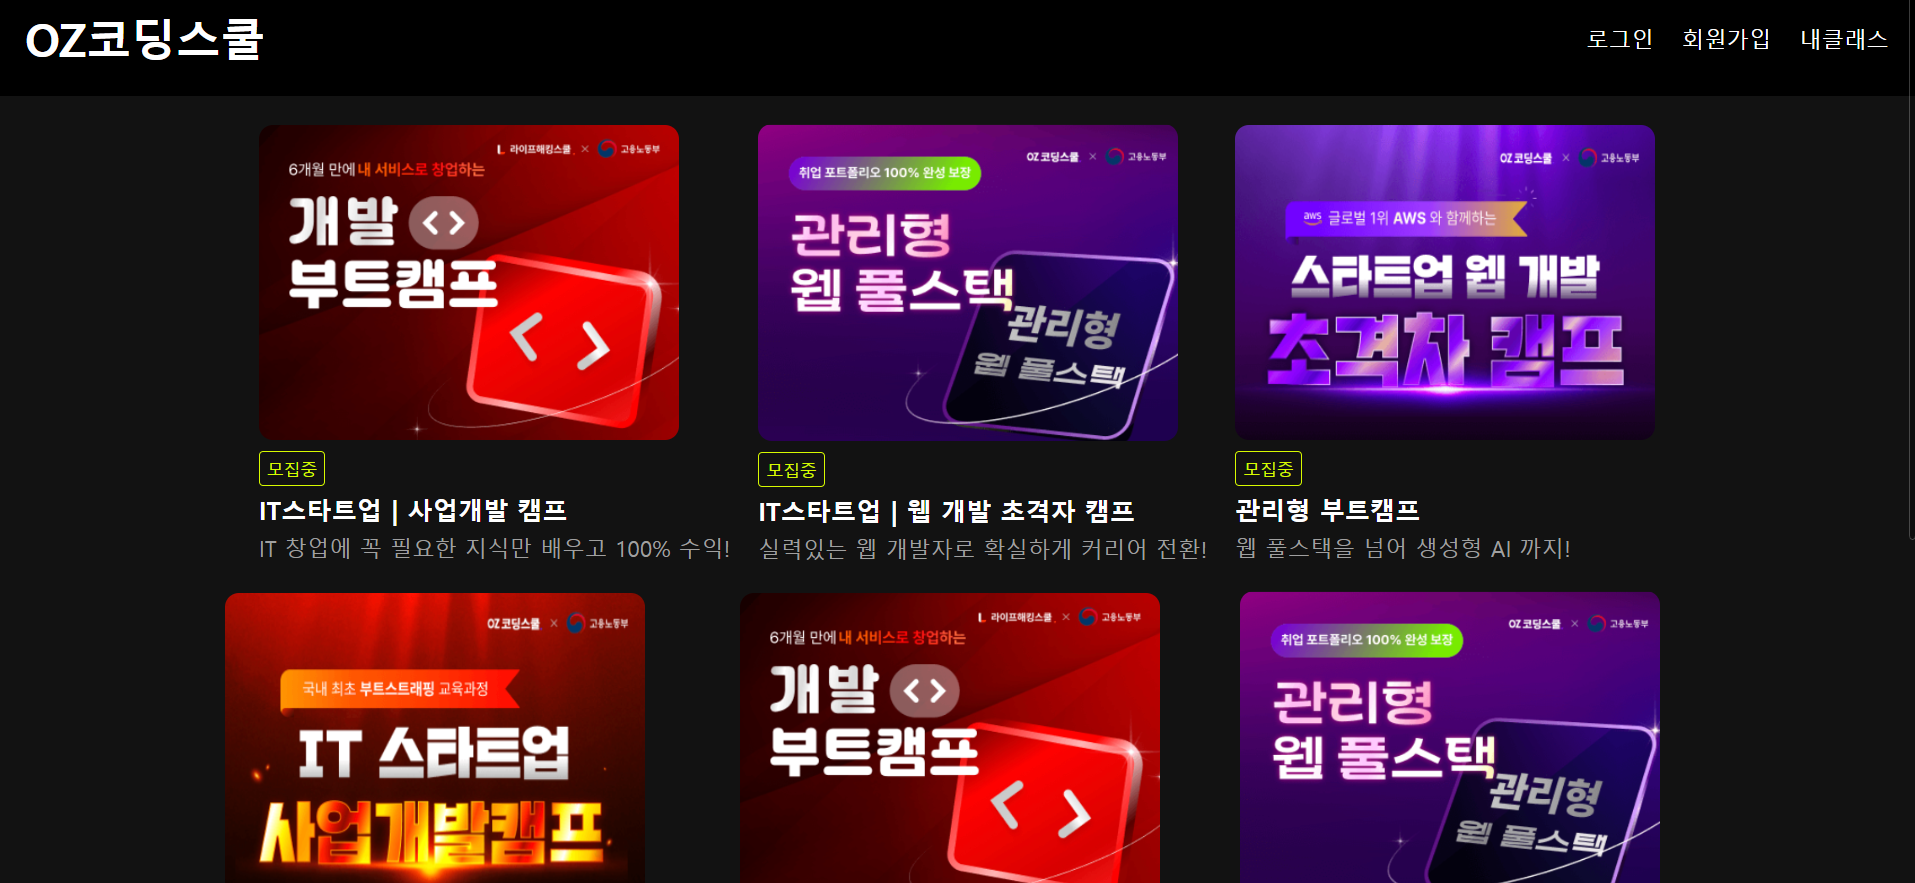 OZ코딩스쿨
로그인 회원가입 내클래스
L 라이프해킹스쿨 × 고용노동부
6개월 만에 내 서비스로 창업하는
개발 < >
부트캠프
< >
모집중
IT스타트업 | 사업개발 캠프
IT 창업에 꼭 필요한 지식만 배우고 100% 수익!
OZ 코딩스쿨 × 고용노동부
취업 포트폴리오 100% 완성 보장
관리형
웹 풀스택
관리형
웹 풀스택
모집중
IT스타트업 | 웹 개발 초격자 캠프
실력있는 웹 개발자로 확실하게 커리어 전환!
OZ 코딩스쿨 × 고용노동부
aws 글로벌 1위 AWS 와 함께하는
스타트업 웹 개발
초격차 캠프
모집중
관리형 부트캠프
웹 풀스택을 넘어 생성형 AI 까지!
OZ 코딩스쿨 × 고용노동부
국내 최초 부트스트래핑 교육과정
IT 스타트업
사업개발캠프
L 라이프해킹스쿨 × 고용노동부
6개월 만에 내 서비스로 창업하는
개발 < >
부트캠프
< >
OZ 코딩스쿨 × 고용노동부
취업 포트폴리오 100% 완성 보장
관리형
웹 풀스택
관리형
웹 풀스택